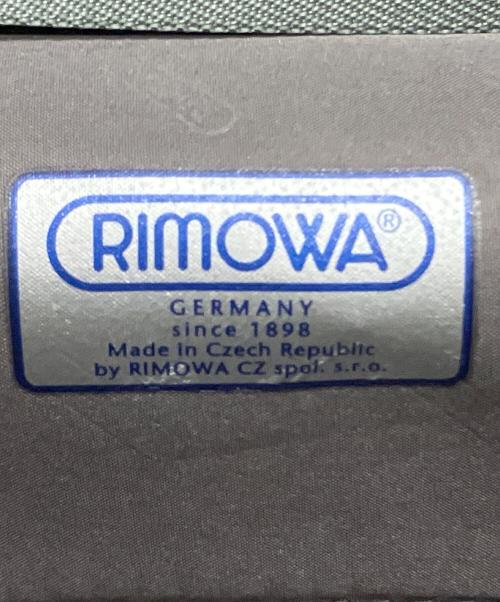 RIMOWA®
GERMANY
since 1898
Made in Czech Republic
by RIMOWA CZ spol. s.r.o.